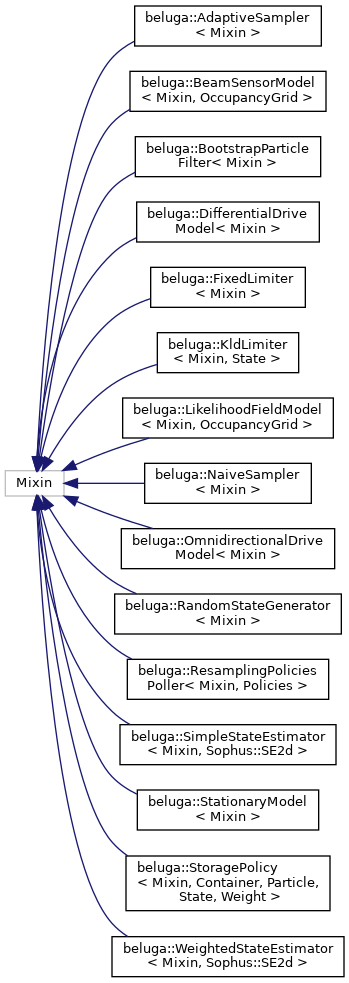 beluga::AdaptiveSampler
< Mixin >
beluga::BeamSensorModel
< Mixin, OccupancyGrid >
beluga::BootstrapParticle
Filter< Mixin >
beluga::DifferentialDrive
Model< Mixin >
beluga::FixedLimiter
< Mixin >
beluga::KldLimiter
< Mixin, State >
beluga::LikelihoodFieldModel
< Mixin, OccupancyGrid >
Mixin
beluga::NaiveSampler
< Mixin >
beluga::OmnidirectionalDrive
Model< Mixin >
beluga::RandomStateGenerator
< Mixin >
beluga::ResamplingPolicies
Poller< Mixin, Policies >
beluga::SimpleStateEstimator
< Mixin, Sophus::SE2d >
beluga::StationaryModel
< Mixin >
beluga::StoragePolicy
< Mixin, Container, Particle,
State, Weight >
beluga::WeightedStateEstimator
< Mixin, Sophus::SE2d >